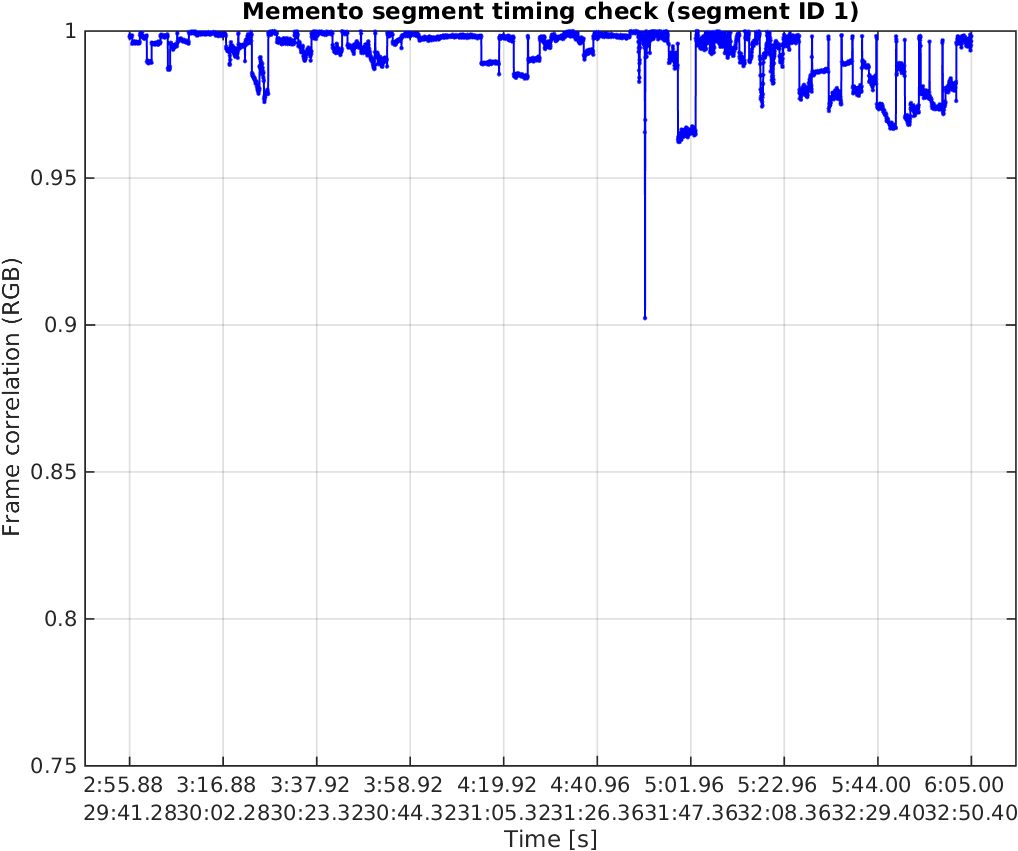 Memento segment timing check (segment ID 1)
Frame correlation (RGB)
1
0.95
0.9
0.85
0.8
0.75
2:55.88 3:16.88 3:37.92 3:58.92 4:19.92 4:40.96 5:01.96 5:22.96 5:44.00 6:05.00
29:41.28 30:02.28 30:23.32 30:44.32 31:05.32 31:26.36 31:47.36 32:08.36 32:29.40 32:50.40
Time [s]